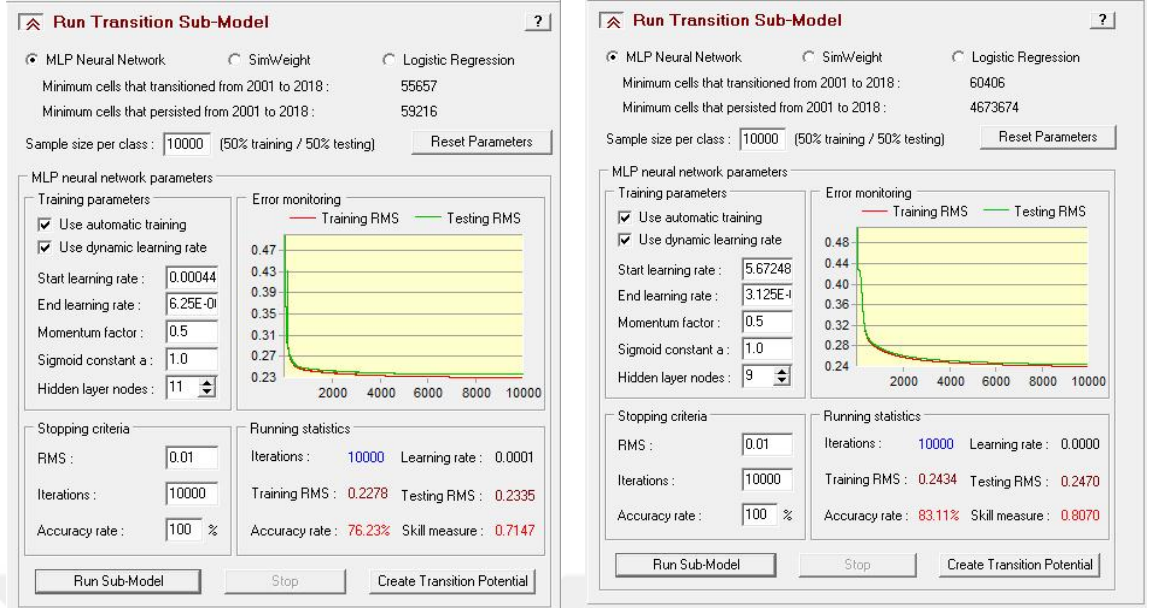 Run Transition Sub-Model ?
MLP Neural Network SimWeight Logistic Regression
Minimum cells that transitioned from 2001 to 2018 : 55657
Minimum cells that persisted from 2001 to 2018 : 59216
Sample size per class : 10000 (50% training / 50% testing) Reset Parameters
MLP neural network parameters
Training parameters
Use automatic training
Use dynamic learning rate
Start learning rate : 0.00044
End learning rate : 6.25E-0
Momentum factor : 0.5
Sigmoid constant a : 1.0
Hidden layer nodes : 11
Error monitoring
Training RMS Testing RMS
0.47
0.43
0.39
0.35
0.31
0.27
0.23
2000 4000 6000 8000 10000
Stopping criteria
RMS : 0.01
Iterations : 10000
Accuracy rate : 100 %
Running statistics
Iterations : 10000 Learning rate : 0.0001
Training RMS : 0.2278 Testing RMS : 0.2335
Accuracy rate : 76.23% Skill measure : 0.7147
Run Sub-Model Stop Create Transition Potential
Run Transition Sub-Model ?
MLP Neural Network SimWeight Logistic Regression
Minimum cells that transitioned from 2001 to 2018 : 60406
Minimum cells that persisted from 2001 to 2018 : 4673674
Sample size per class : 10000 (50% training / 50% testing) Reset Parameters
MLP neural network parameters
Training parameters
Use automatic training
Use dynamic learning rate
Start learning rate : 5.67248
End learning rate : 3.125E-
Momentum factor : 0.5
Sigmoid constant a : 1.0
Hidden layer nodes : 9
Error monitoring
Training RMS Testing RMS
0.48
0.44
0.40
0.36
0.32
0.28
0.24
2000 4000 6000 8000 10000
Stopping criteria
RMS : 0.01
Iterations : 10000
Accuracy rate : 100 %
Running statistics
Iterations : 10000 Learning rate : 0.0000
Training RMS : 0.2434 Testing RMS : 0.2470
Accuracy rate : 83.11% Skill measure : 0.8070
Run Sub-Model Stop Create Transition Potential